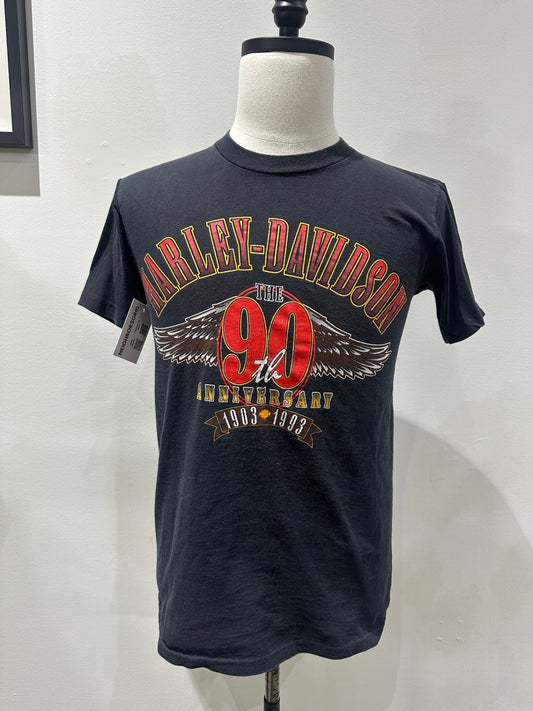 HARLEY-DAVIDSON
THE
90
th
ANNIVERSARY
1903 1993